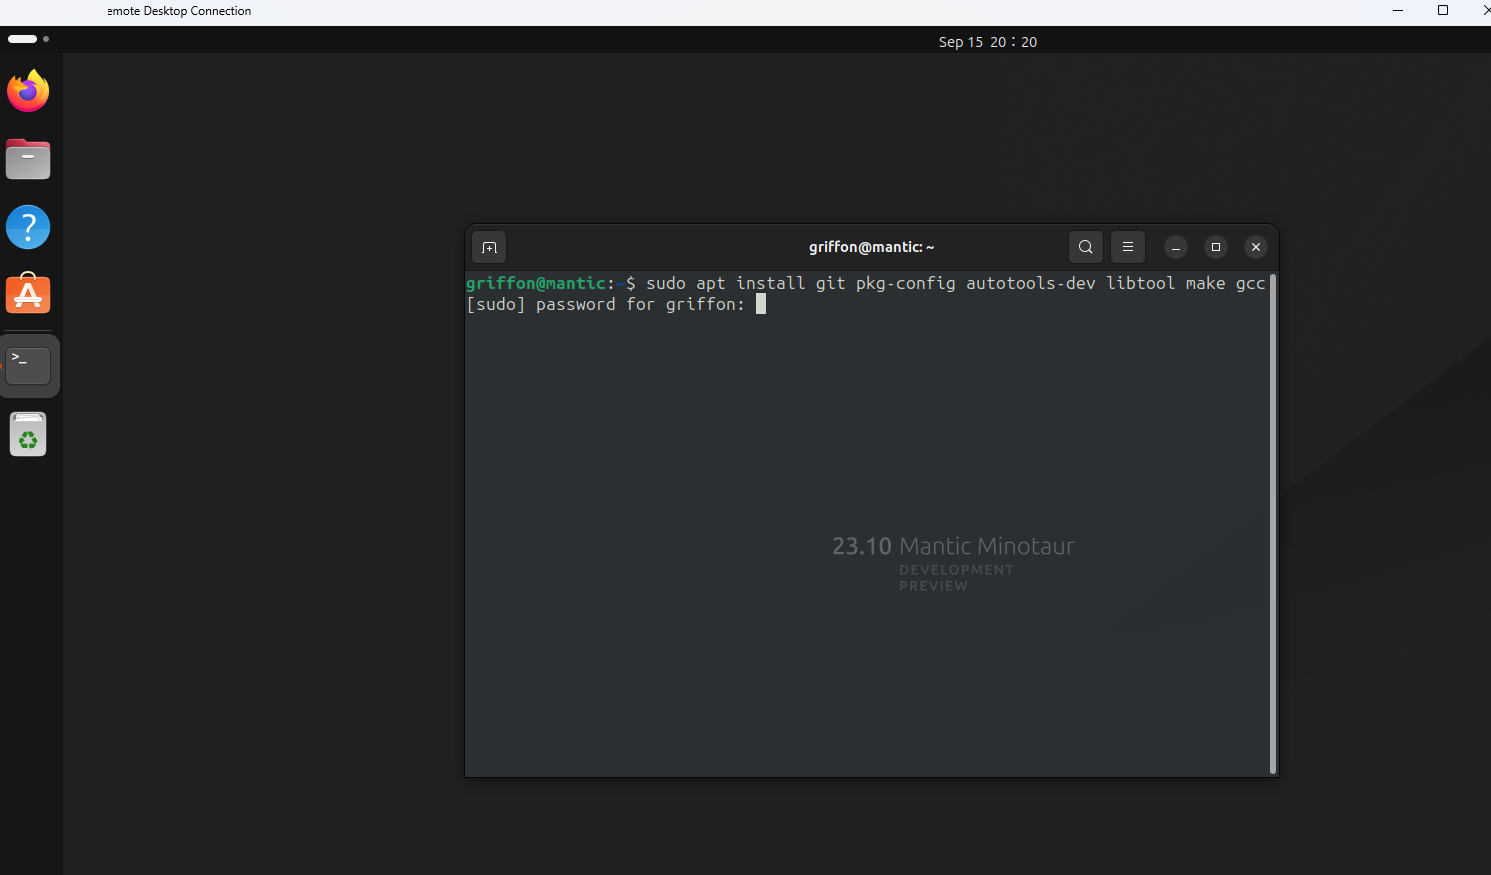 emote Desktop Connection
Sep 15 20:20
griffon@mantic: ~
griffon@mantic:~$ sudo apt install git pkg-config autotools-dev libtool make gcc
[sudo] password for griffon:
>_
23.10 Mantic Minotaur
DEVELOPMENT
PREVIEW